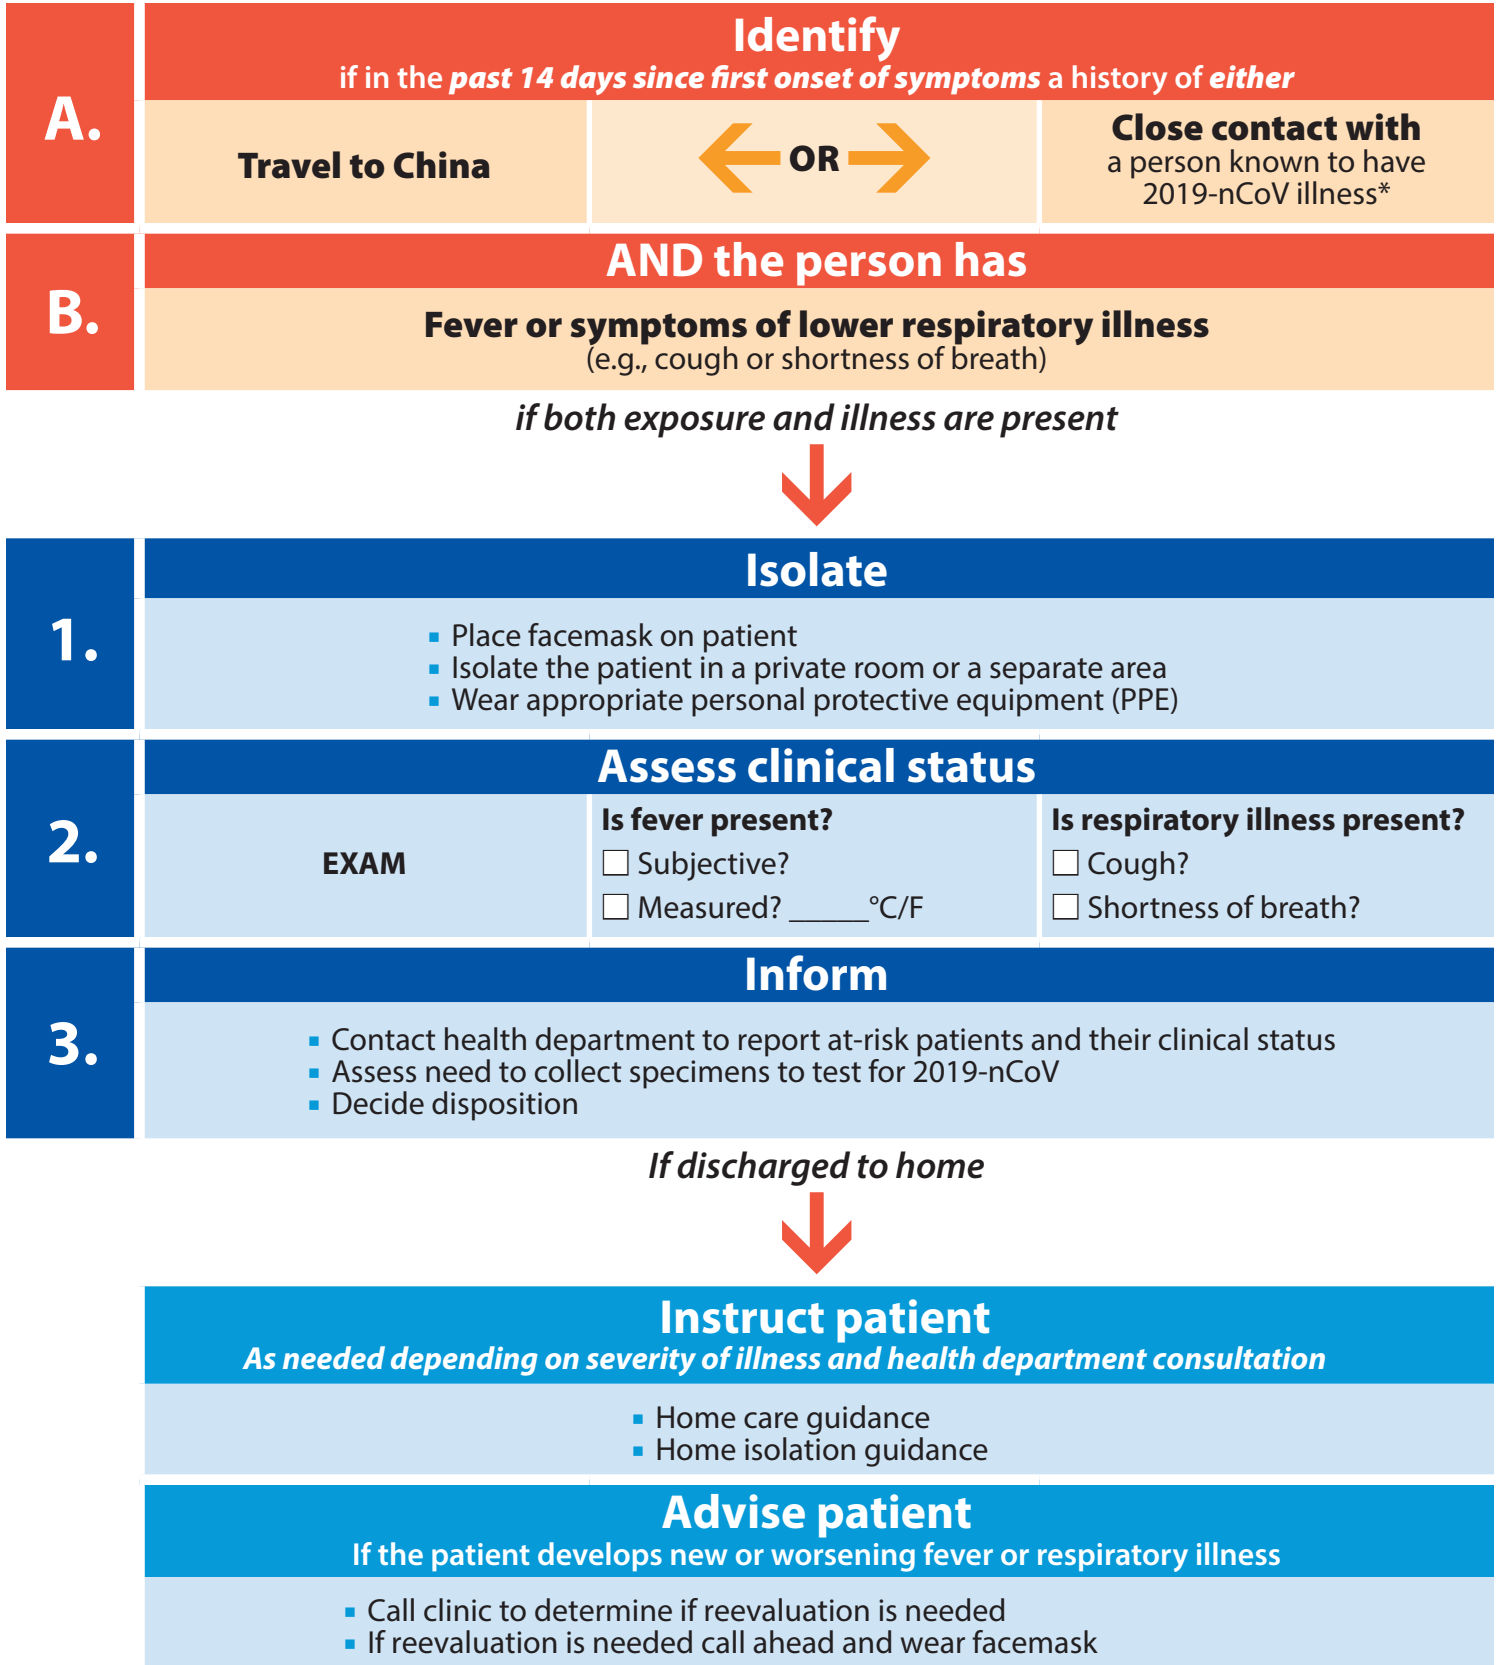 A.
Identify
if in the past 14 days since first onset of symptoms a history of either
Travel to China
OR
Close contact with
a person known to have
2019-nCoV illness*
B.
AND the person has
Fever or symptoms of lower respiratory illness
(e.g., cough or shortness of breath)
if both exposure and illness are present
1.
Isolate
▪ Place facemask on patient
▪ Isolate the patient in a private room or a separate area
▪ Wear appropriate personal protective equipment (PPE)
2.
Assess clinical status
EXAM
Is fever present?
☐ Subjective?
☐ Measured? _____°C/F
Is respiratory illness present?
☐ Cough?
☐ Shortness of breath?
3.
Inform
▪ Contact health department to report at-risk patients and their clinical status
▪ Assess need to collect specimens to test for 2019-nCoV
▪ Decide disposition
If discharged to home
Instruct patient
As needed depending on severity of illness and health department consultation
▪ Home care guidance
▪ Home isolation guidance
Advise patient
If the patient develops new or worsening fever or respiratory illness
▪ Call clinic to determine if reevaluation is needed
▪ If reevaluation is needed call ahead and wear facemask